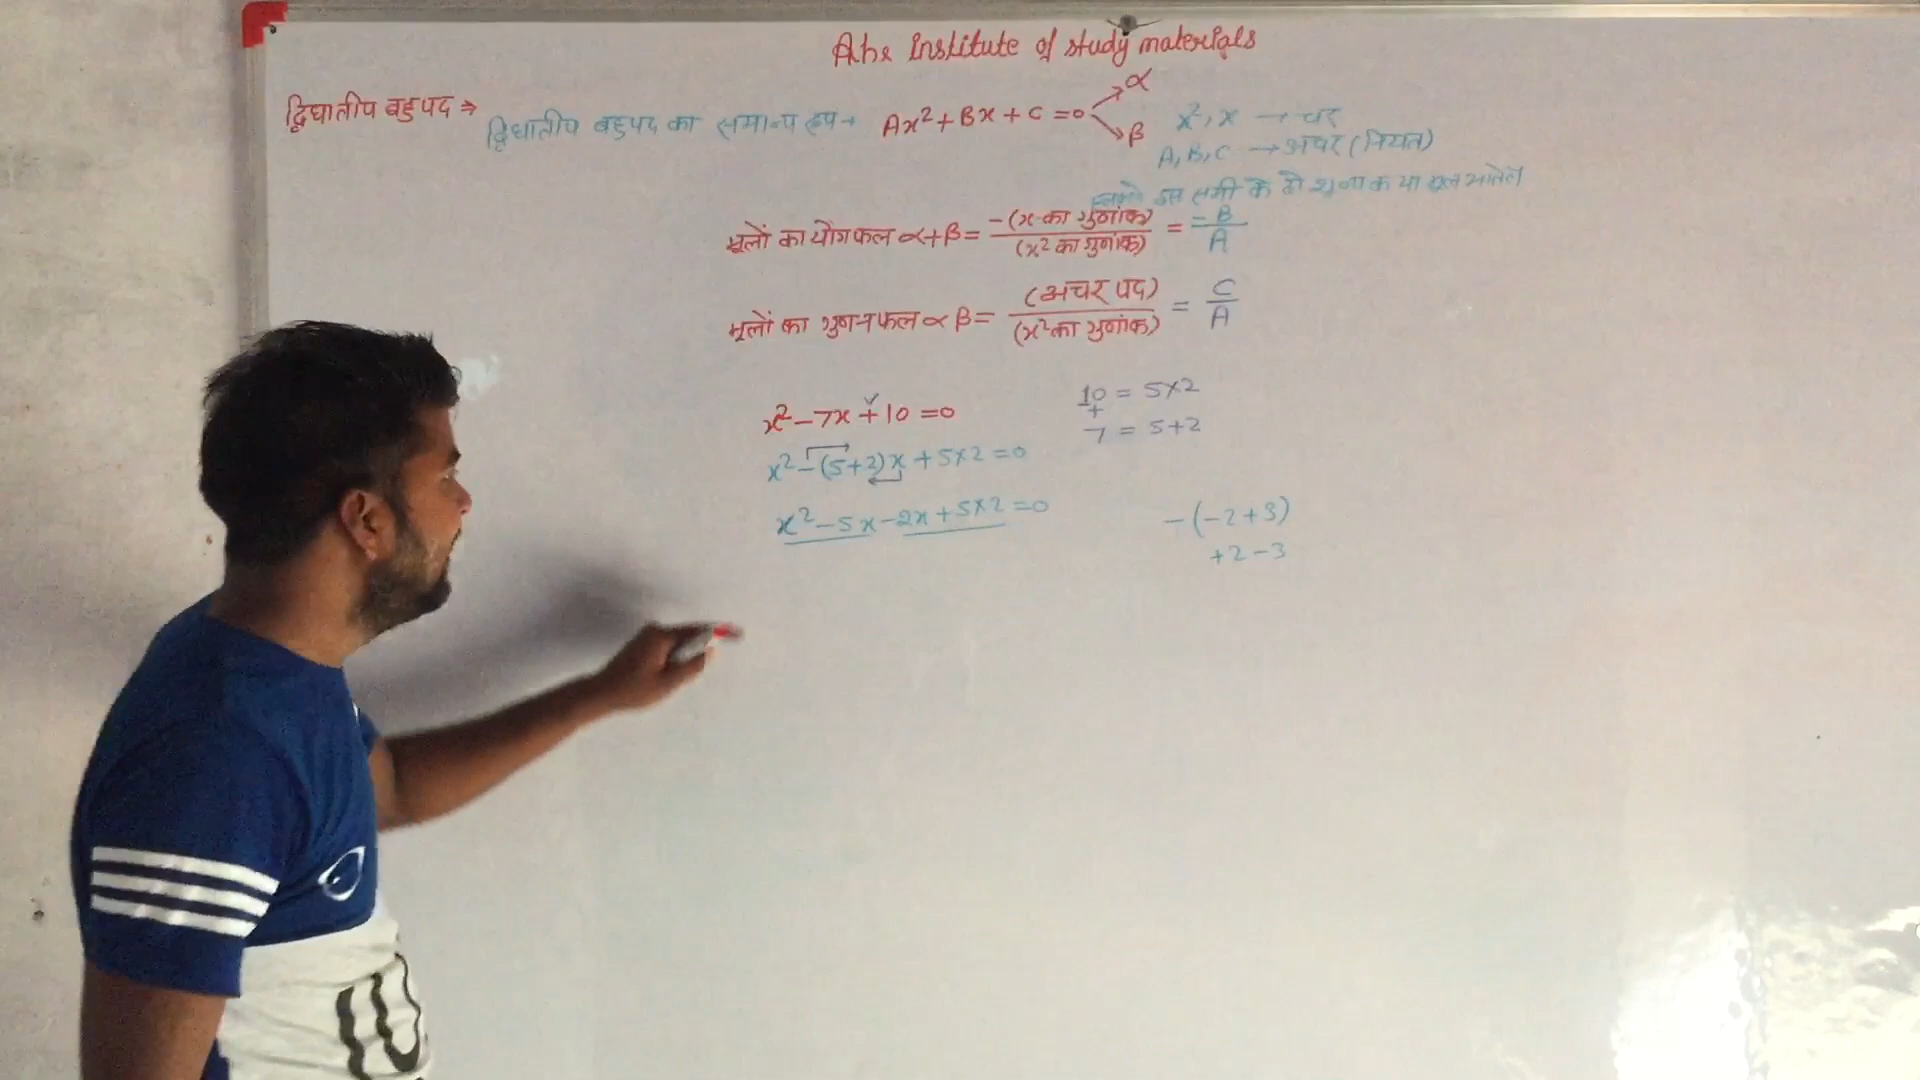 Ahs Institute of study materials
द्विघातीय बहुपद ⇒ द्विघातीय बहुपद का सामान्य रूप → Ax²+Bx+C=0
α
β
x², x → चर
A, B, C → अचर (नियत)
इसके दो शून्यांक या मूल
मूलों का योगफल α+β = -(x का गुणांक)/(x² का गुणांक) = -B/A
मूलों का गुणनफल αβ = (अचर पद)/(x² का गुणांक) = C/A
x²-7x+10=0
10 = 5×2
+
7 = 5+2
x²-(5+2)x+5×2=0
x²-5x-2x+5×2=0
-(-2+3)
+2-3
10